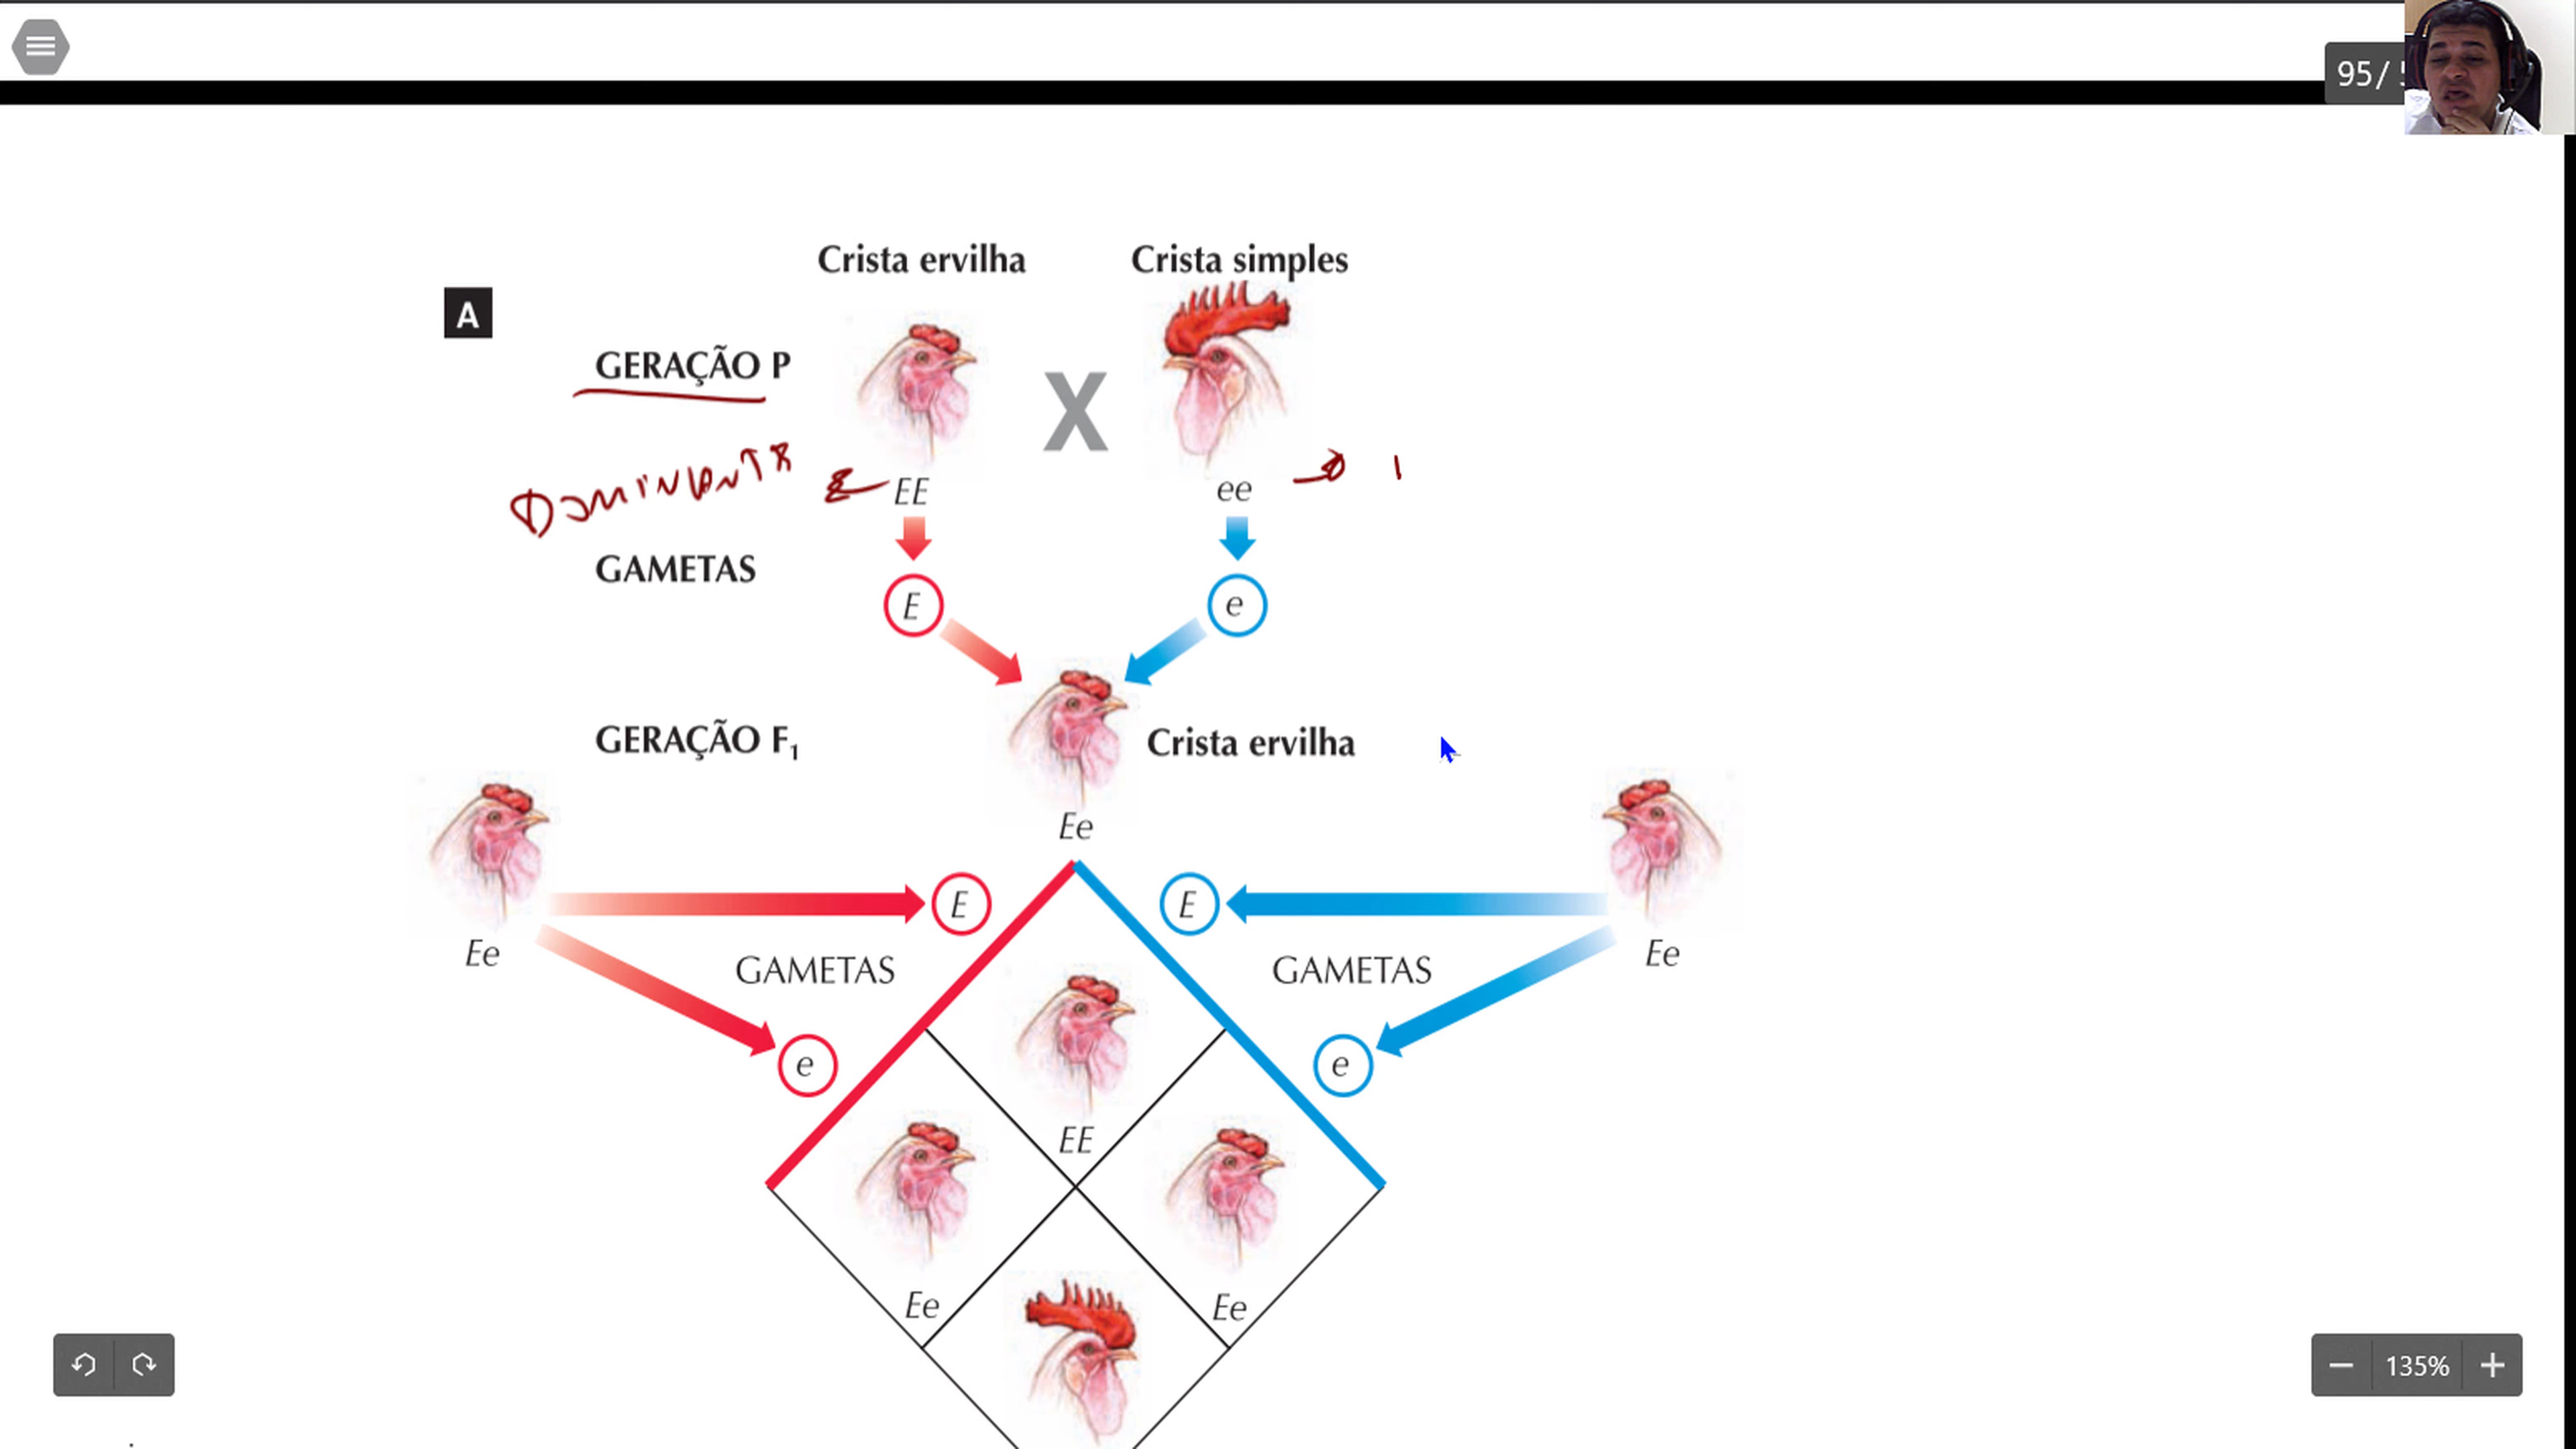 95/
Crista ervilha
Crista simples
A
GERAÇÃO P
X
DOMINANTE
EE
ee
GAMETAS
E
e
GERAÇÃO F1
Crista ervilha
Ee
E
E
Ee
GAMETAS
GAMETAS
Ee
e
e
EE
Ee
Ee
135%